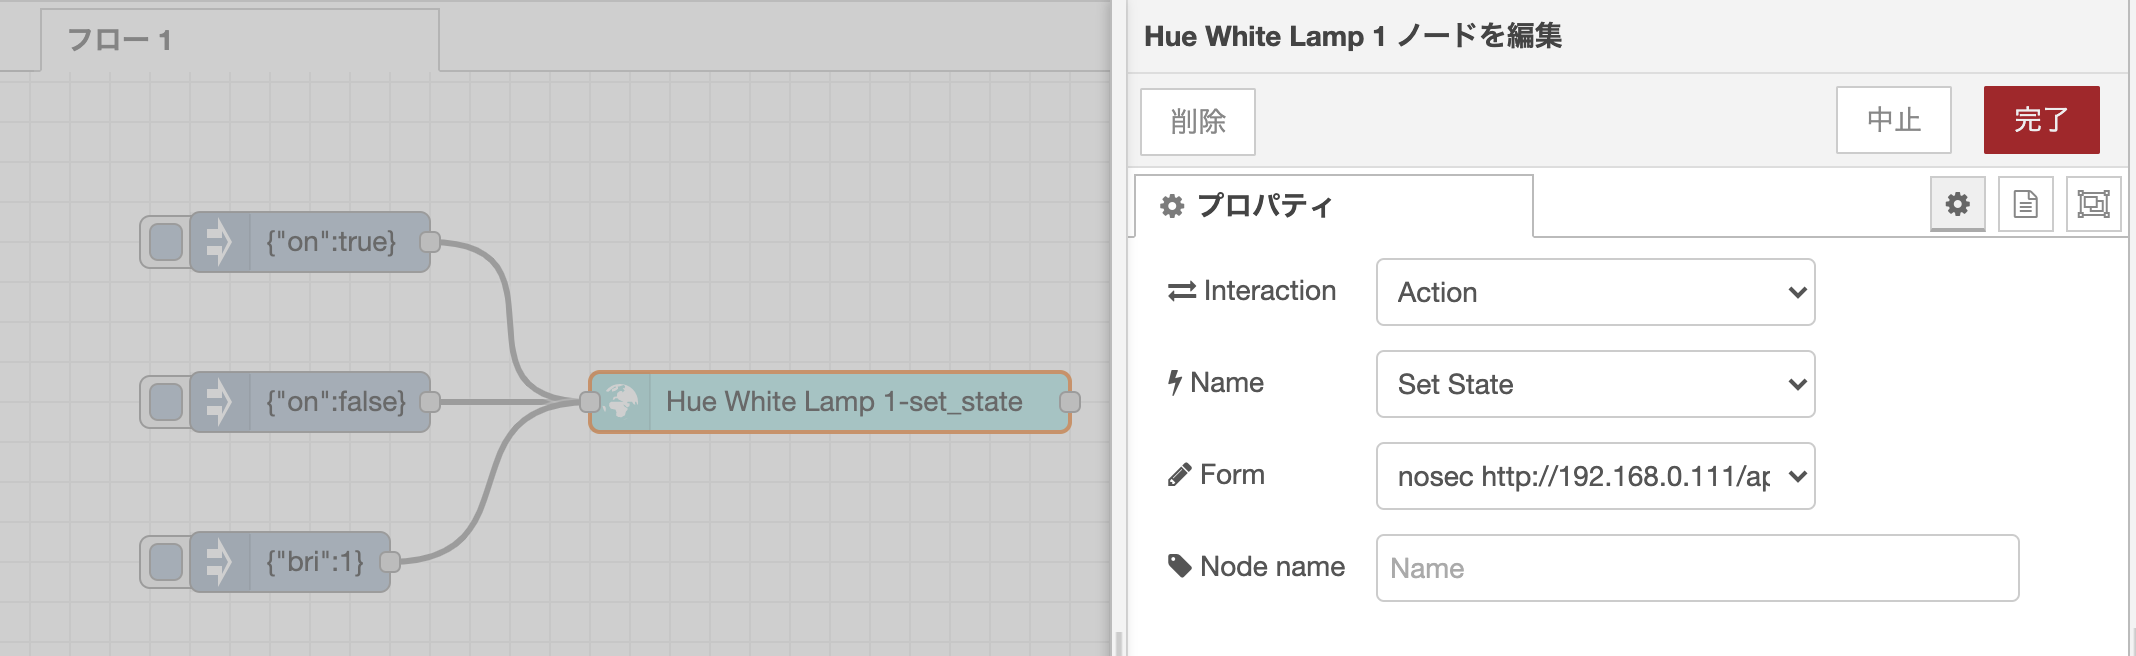 フロー 1
{"on":true}
{"on":false}
{"bri":1}
Hue White Lamp 1-set_state
Hue White Lamp 1 ノードを編集
削除
中止
完了
プロパティ
Interaction
Action
Name
Set State
Form
nosec http://192.168.0.111/ap
Node name
Name